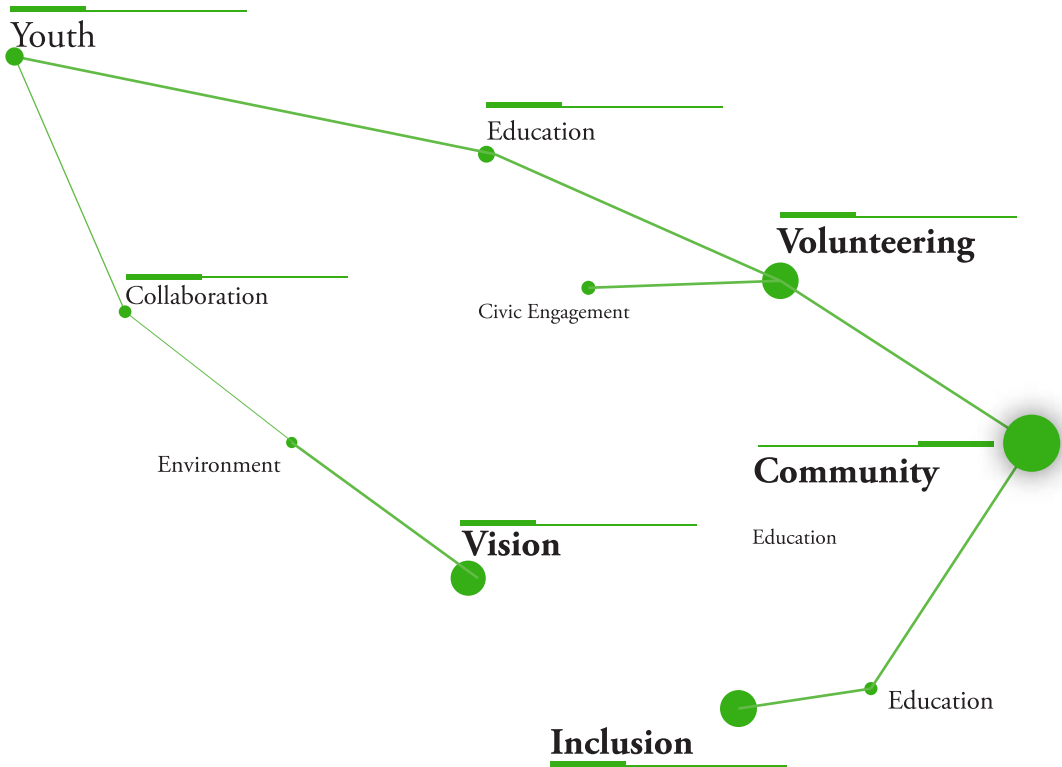 Youth
Education
Volunteering
Collaboration
Civic Engagement
Environment
Community
Vision
Education
Education
Inclusion